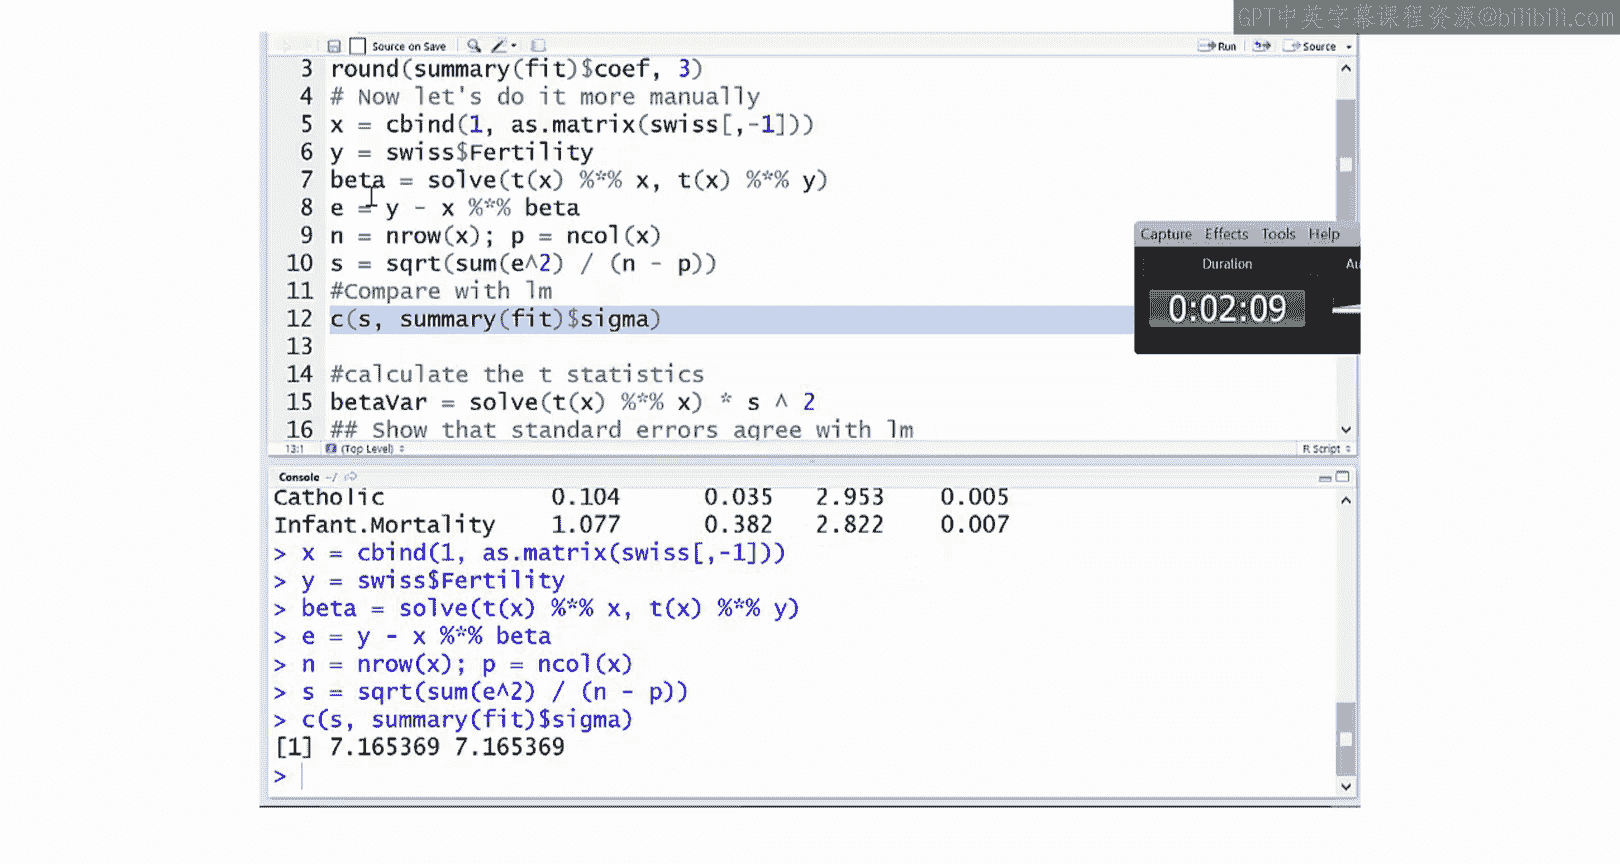 GPT中英字幕课程资源@bilibili.com
Source on Save
Run
Source
3 round(summary(fit)$coef, 3)
4 # Now let's do it more manually
5 x = cbind(1, as.matrix(swiss[,-1]))
6 y = swiss$Fertility
7 beta = solve(t(x) %*% x, t(x) %*% y)
8 e = y - x %*% beta
9 n = nrow(x); p = ncol(x)
10 s = sqrt(sum(e^2) / (n - p))
11 #Compare with lm
12 c(s, summary(fit)$sigma)
13
14 #calculate the t statistics
15 betaVar = solve(t(x) %*% x) * s ^ 2
16 ## Show that standard errors agree with lm
13:1 (Top Level) R Script
Capture Effects Tools Help
Duration Au
0:02:09
Console ~/
Catholic 0.104 0.035 2.953 0.005
Infant.Mortality 1.077 0.382 2.822 0.007
> x = cbind(1, as.matrix(swiss[,-1]))
> y = swiss$Fertility
> beta = solve(t(x) %*% x, t(x) %*% y)
> e = y - x %*% beta
> n = nrow(x); p = ncol(x)
> s = sqrt(sum(e^2) / (n - p))
> c(s, summary(fit)$sigma)
[1] 7.165369 7.165369
>